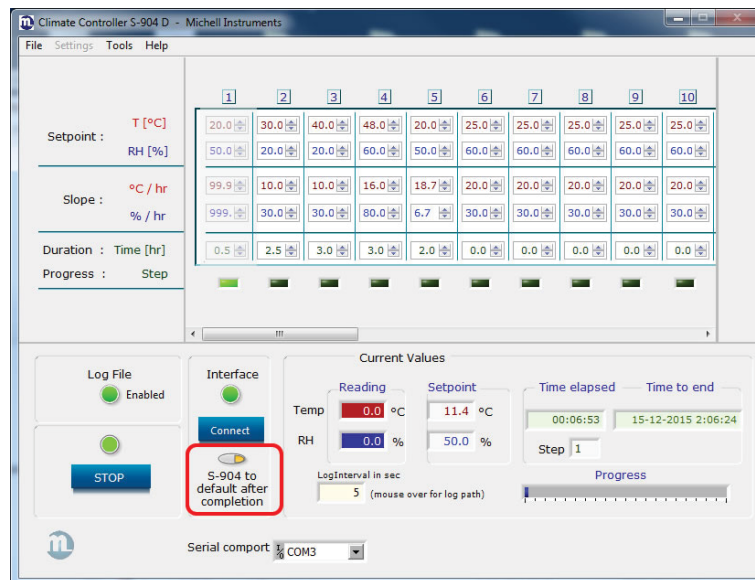 Climate Controller S-904 D - Michell Instruments
File Settings Tools Help
1 2 3 4 5 6 7 8 9 10
Setpoint :
T [°C] 20.0 30.0 40.0 48.0 20.0 25.0 25.0 25.0 25.0 25.0
RH [%] 50.0 20.0 20.0 60.0 50.0 60.0 60.0 60.0 60.0 60.0
Slope :
°C / hr 99.9 10.0 10.0 16.0 18.7 20.0 20.0 20.0 20.0 20.0
% / hr 999. 30.0 30.0 80.0 6.7 30.0 30.0 30.0 30.0 30.0
Duration : Time [hr] 0.5 2.5 3.0 3.0 2.0 0.0 0.0 0.0 0.0 0.0
Progress : Step
Log File
Enabled
STOP
Interface
Connect
S-904 to
default after
completion
Current Values
Reading Setpoint
Temp 0.0 °C 11.4 °C
RH 0.0 % 50.0 %
LogInterval in sec
5 (mouse over for log path)
Time elapsed Time to end
00:06:53 15-12-2015 2:06:24
Step 1
Progress
m
Serial comport COM3